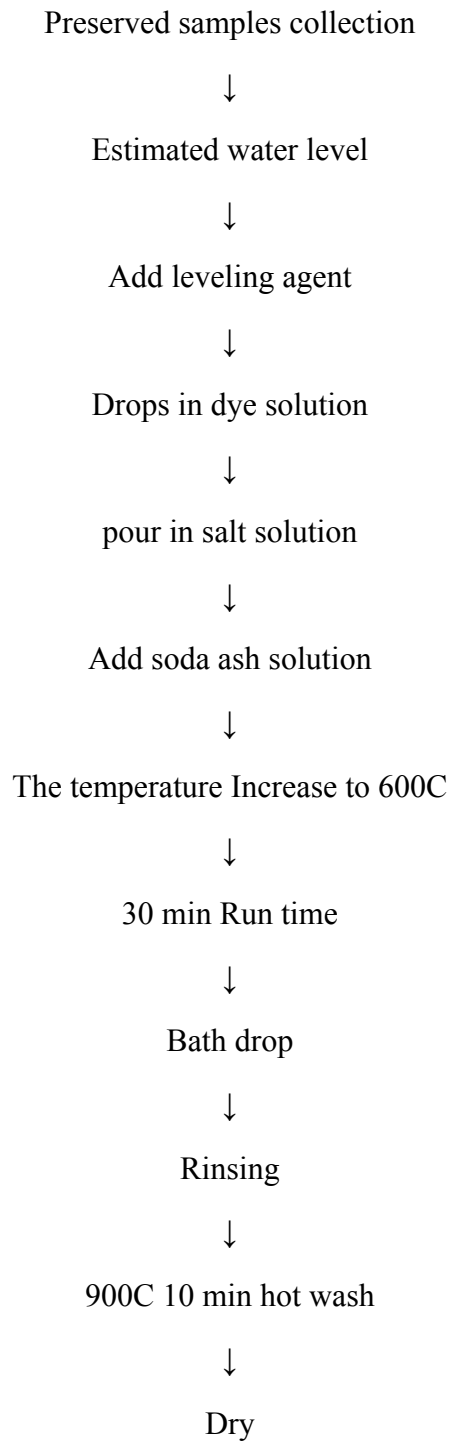 Preserved samples collection
↓
Estimated water level
↓
Add leveling agent
↓
Drops in dye solution
↓
pour in salt solution
↓
Add soda ash solution
↓
The temperature Increase to 600C
↓
30 min Run time
↓
Bath drop
↓
Rinsing
↓
900C 10 min hot wash
↓
Dry